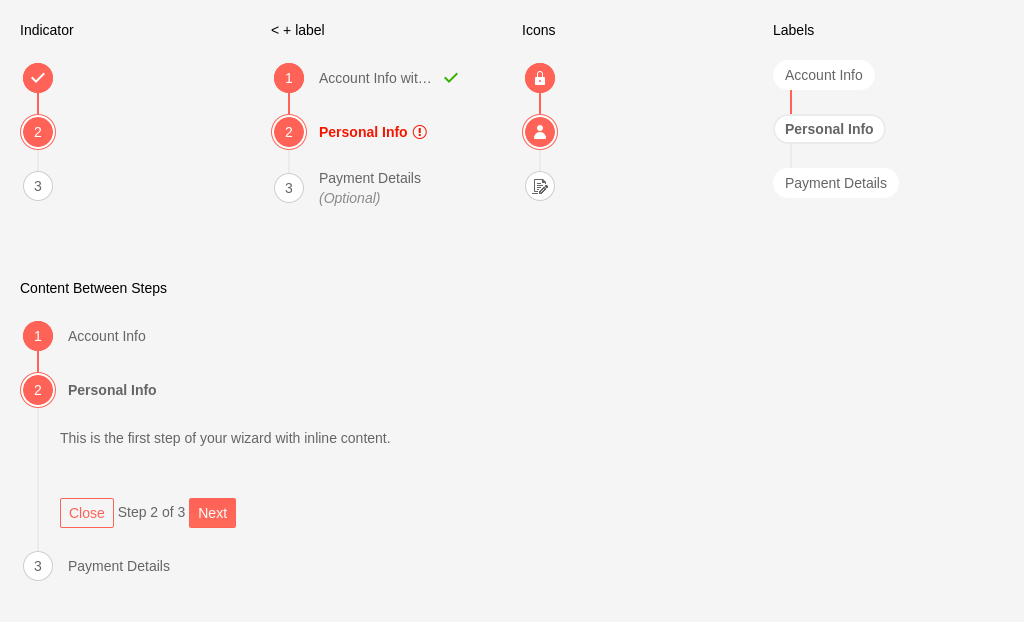 Indicator
2
3
< + label
1 Account Info wit…
2 Personal Info
3 Payment Details
(Optional)
Icons
Labels
Account Info
Personal Info
Payment Details
Content Between Steps
1 Account Info
2 Personal Info
This is the first step of your wizard with inline content.
Close Step 2 of 3 Next
3 Payment Details